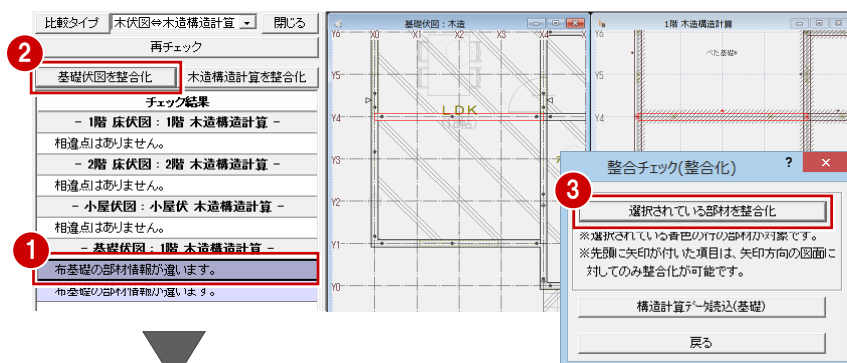 比較タイプ 木伏図⇔木造構造計算 閉じる
再チェック
2
基礎伏図を整合化 木造構造計算を整合化
チェック結果
- 1階 床伏図：1階 木造構造計算 -
相違点はありません。
- 2階 床伏図：2階 木造構造計算 -
相違点はありません。
- 小屋伏図：小屋伏 木造構造計算 -
相違点はありません。
1
- 基礎伏図：1階 木造構造計算 -
布基礎の部材情報が違います。
布基礎の部材情報が違います。
基礎伏図：木造
Y6 X0 X1 X2 X3 X
Y5
LDK
Y4
Y3
Y2
Y1
Y0
1階 木造構造計算
Y6
べた基礎*
Y5
Y4
整合チェック(整合化) ? ×
3
選択されている部材を整合化
※選択されている青色の行の部材が対象です。
※先頭に矢印が付いた項目は、矢印方向の図面に
対してのみ整合化が可能です。
構造計算データ読込(基礎)
戻る